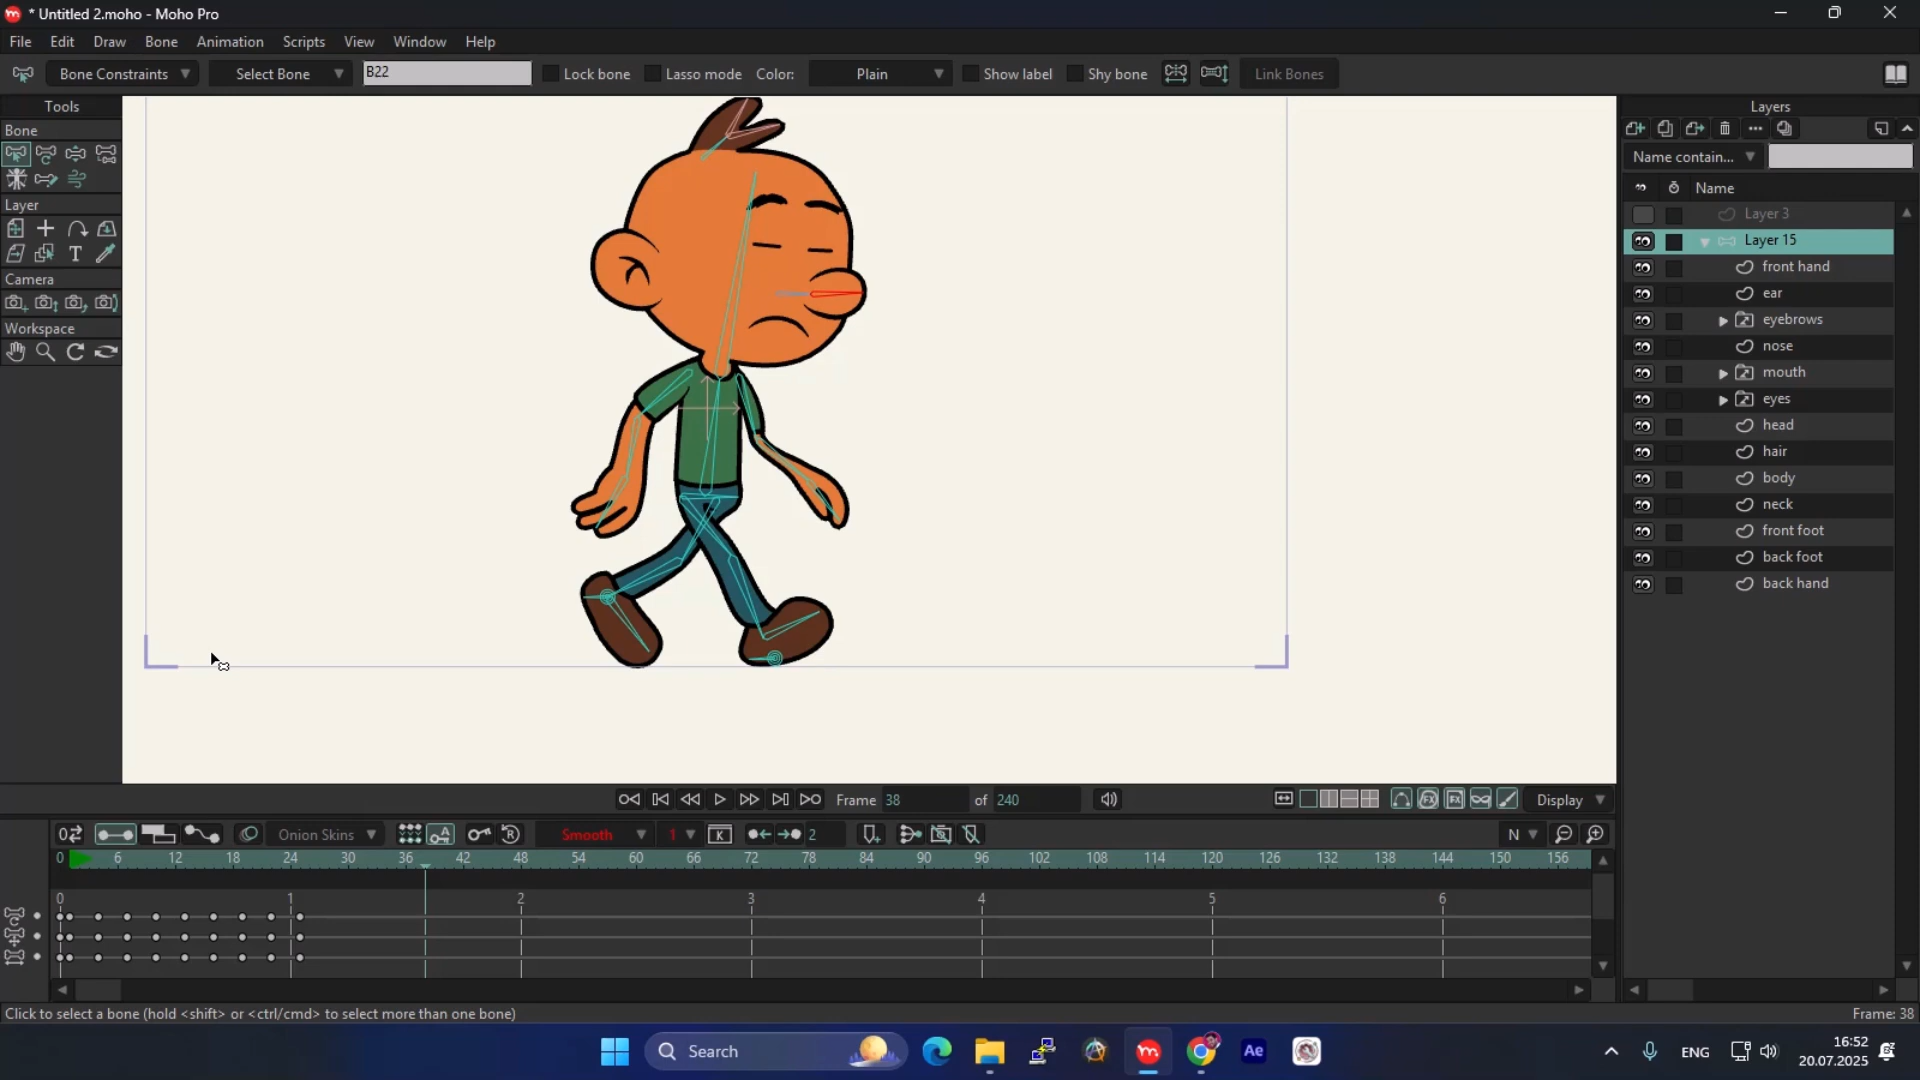 * Untitled 2.moho - Moho Pro
File Edit Draw Bone Animation Scripts View Window Help
Bone Constraints Select Bone B22 Lock bone Lasso mode Color: Plain Show label Shy bone Link Bones
Tools
Bone
Layer
T
Camera
Workspace
Layers
Name contain...
Name
Layer 3
Layer 15
front hand
ear
eyebrows
nose
mouth
eyes
head
hair
body
neck
front foot
back foot
back hand
Frame 38 of 240 Display
Onion Skins Smooth 1 K 2 N
0 6 12 18 24 30 36 42 48 54 60 66 72 78 84 90 96 102 108 114 120 126 132 138 144 150 156
0 1 2 3 4 5 6
Click to select a bone (hold <shift> or <ctrl/cmd> to select more than one bone)
Frame: 38
Search
Ae
ENG
16:52
20.07.2025